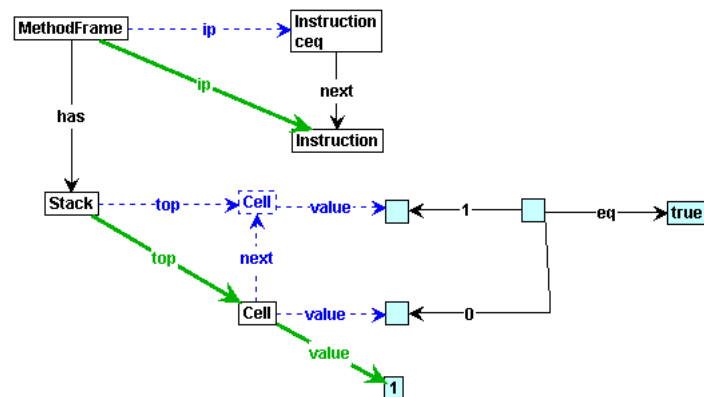 MethodFrame
ip
Instruction
ceq
ip
next
has
Instruction
Stack
top
Cell
value
1
eq
true
top
next
Cell
value
0
value
1